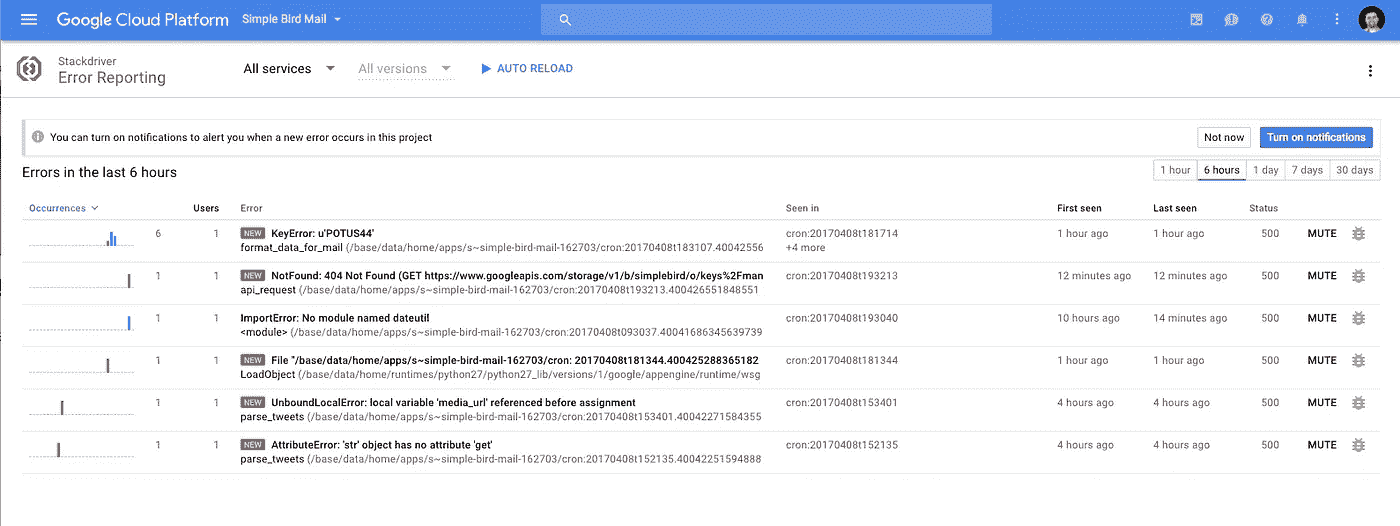 Google Cloud Platform Simple Bird Mail
Stackdriver
Error Reporting
All services All versions AUTO RELOAD
You can turn on notifications to alert you when a new error occurs in this project Not now Turn on notifications
Errors in the last 6 hours 1 hour 6 hours 1 day 7 days 30 days
Occurrences Users Error Seen in First seen Last seen Status
6 1 NEW KeyError: u'POTUS44' cron:20170408t181714 1 hour ago 1 hour ago 500 MUTE
format_data_for_mail (/base/data/home/apps/s~simple-bird-mail-162703/cron:20170408t183107.40042556 +4 more
1 1 NEW NotFound: 404 Not Found (GET https://www.googleapis.com/storage/v1/b/simplebird/o/keys%2Fman cron:20170408t193213 12 minutes ago 12 minutes ago 500 MUTE
api_request (/base/data/home/apps/s~simple-bird-mail-162703/cron:20170408t193213.400426551848551
1 1 ImportError: No module named dateutil cron:20170408t193040 10 hours ago 14 minutes ago 500 MUTE
<module> (/base/data/home/apps/s~simple-bird-mail-162703/cron:20170408t093037.40041686345639739
1 1 NEW File "/base/data/home/apps/s~simple-bird-mail-162703/cron: 20170408t181344.400425288365182 cron:20170408t181344 1 hour ago 1 hour ago 500 MUTE
LoadObject (/base/data/home/runtimes/python27/python27_lib/versions/1/google/appengine/runtime/wsg
1 1 NEW UnboundLocalError: local variable 'media_url' referenced before assignment cron:20170408t153401 4 hours ago 4 hours ago 500 MUTE
parse_tweets (/base/data/home/apps/s~simple-bird-mail-162703/cron:20170408t153401.40042271584355
1 1 NEW AttributeError: 'str' object has no attribute 'get' cron:20170408t152135 4 hours ago 4 hours ago 500 MUTE
parse_tweets (/base/data/home/apps/s~simple-bird-mail-162703/cron:20170408t152135.40042251594888